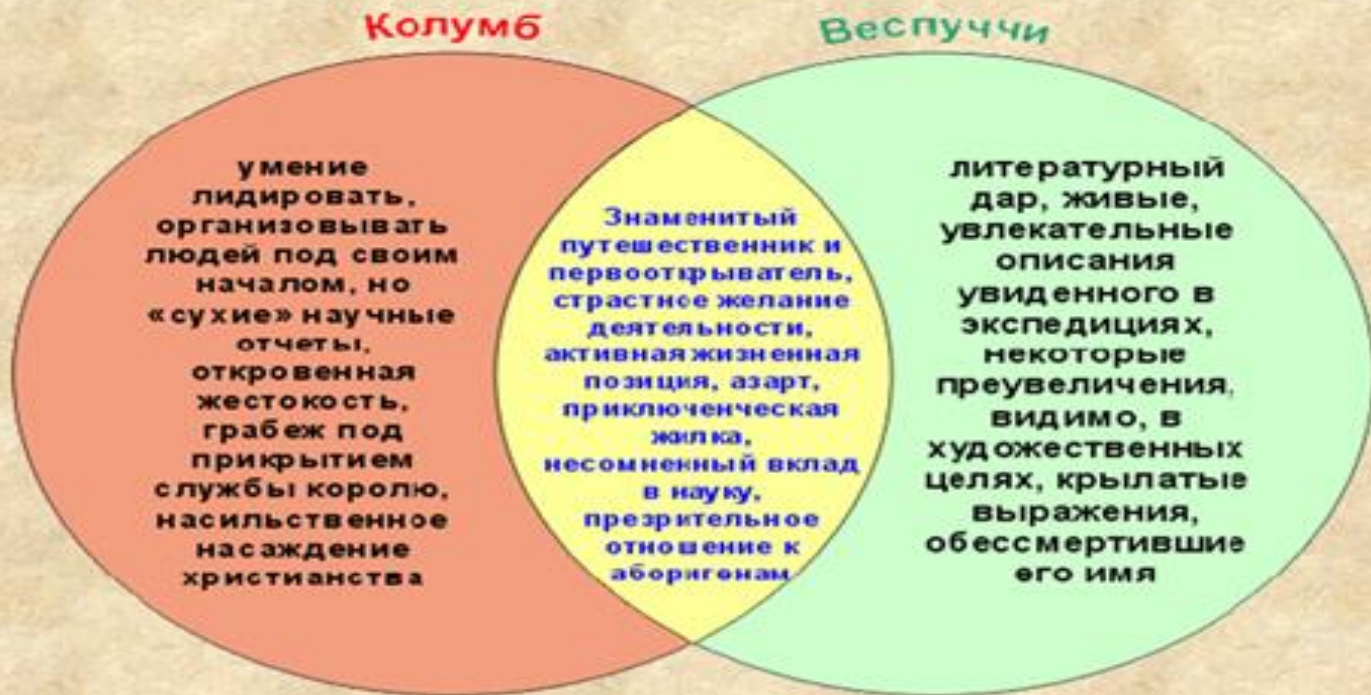 Колумб
Веспуччи
умение
лидировать,
организовывать
людей под своим
началом, но
«сухие» научные
отчеты,
откровенная
жестокость,
грабеж под
прикрытием
службы королю,
насильственное
насаждение
христианства
Знаменитый
путешественник и
первооткрыватель,
страстное желание
деятельности,
активная жизненная
позиция, азарт,
приключенческая
жилка,
несомненный вклад
в науку,
презрительное
отношение к
аборигенам
литературный
дар, живые,
увлекательные
описания
увиденного в
экспедициях,
некоторые
преувеличения,
видимо, в
художественных
целях, крылатые
выражения,
обессмертившие
его имя